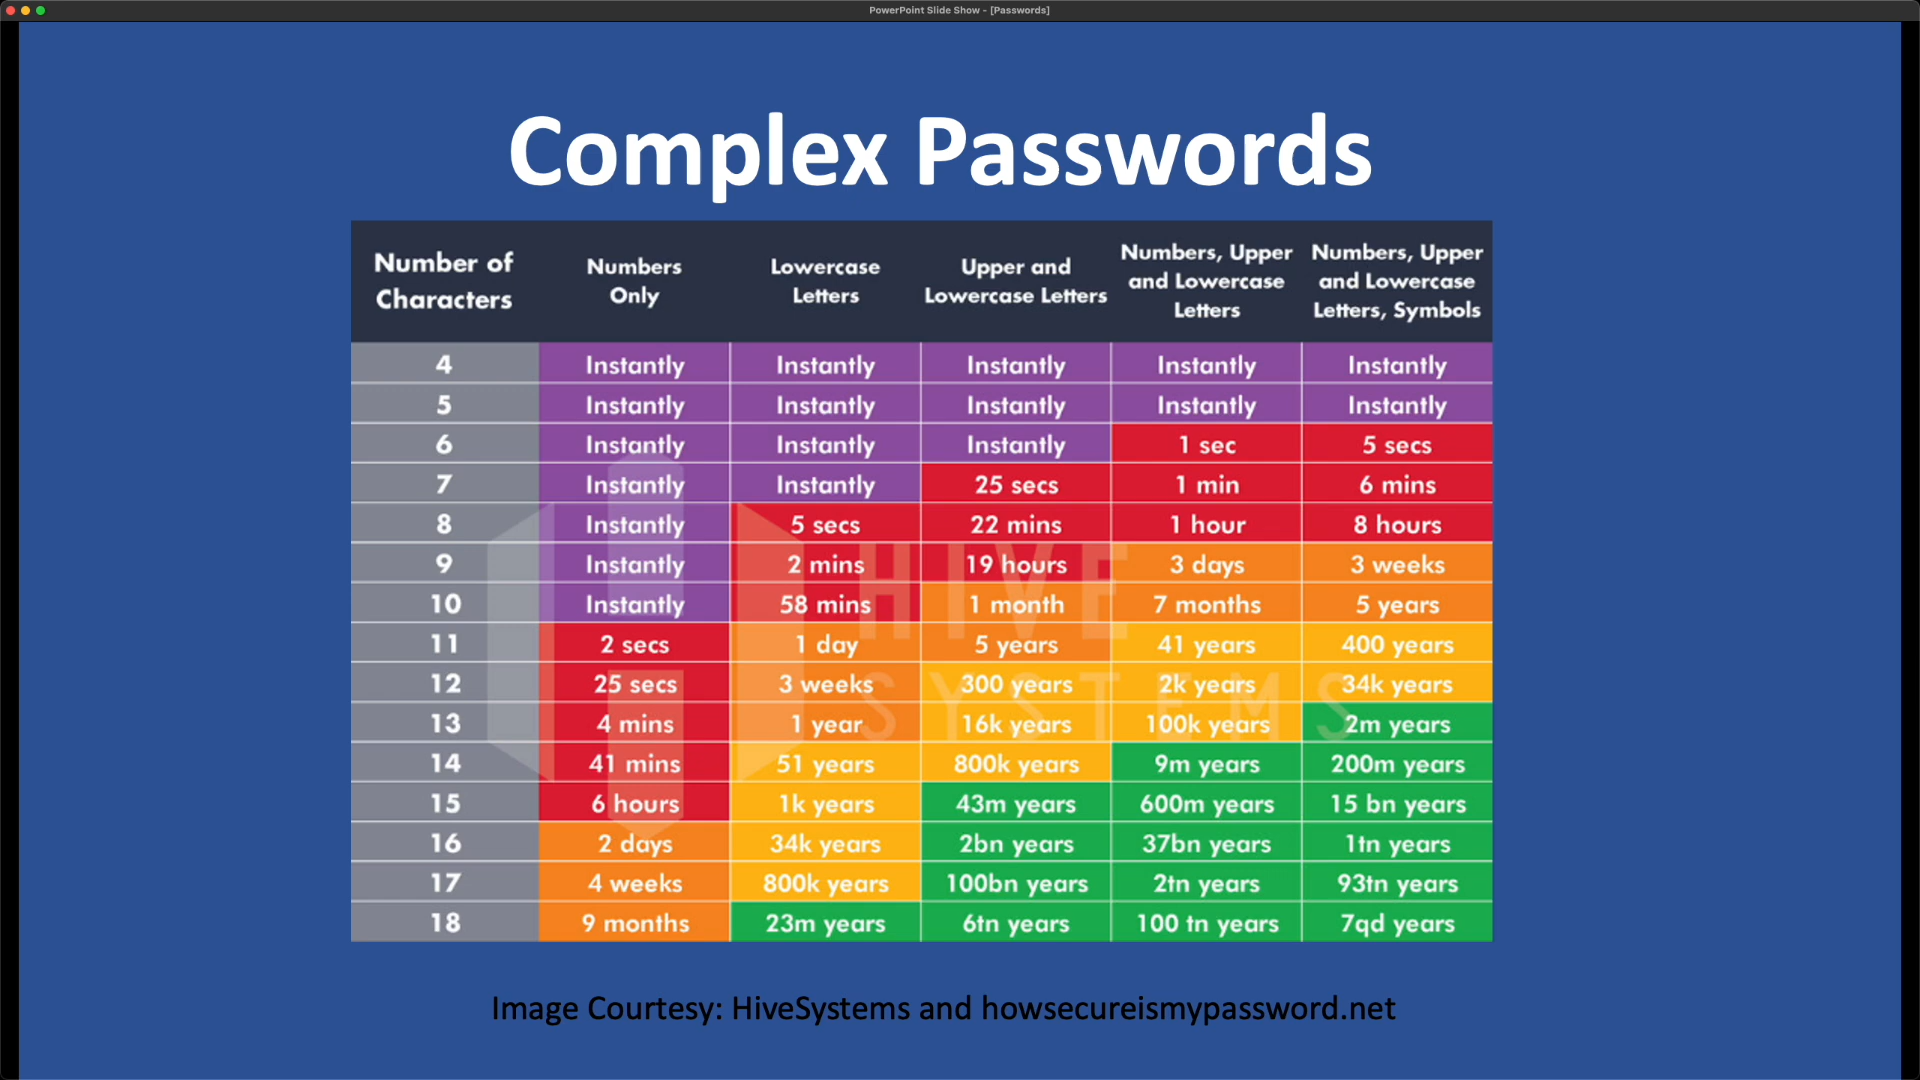 PowerPoint Slide Show - [Passwords]
Complex Passwords
Number of Characters Numbers Only Lowercase Letters Upper and Lowercase Letters Numbers, Upper and Lowercase Letters Numbers, Upper and Lowercase Letters, Symbols
4 Instantly Instantly Instantly Instantly Instantly
5 Instantly Instantly Instantly Instantly Instantly
6 Instantly Instantly Instantly 1 sec 5 secs
7 Instantly Instantly 25 secs 1 min 6 mins
8 Instantly 5 secs 22 mins 1 hour 8 hours
9 Instantly 2 mins 19 hours 3 days 3 weeks
10 Instantly 58 mins 1 month 7 months 5 years
11 2 secs 1 day 5 years 41 years 400 years
12 25 secs 3 weeks 300 years 2k years 34k years
13 4 mins 1 year 16k years 100k years 2m years
14 41 mins 51 years 800k years 9m years 200m years
15 6 hours 1k years 43m years 600m years 15 bn years
16 2 days 34k years 2bn years 37bn years 1tn years
17 4 weeks 800k years 100bn years 2tn years 93tn years
18 9 months 23m years 6tn years 100 tn years 7qd years
HIVE
SYSTEMS
Image Courtesy: HiveSystems and howsecureismypassword.net